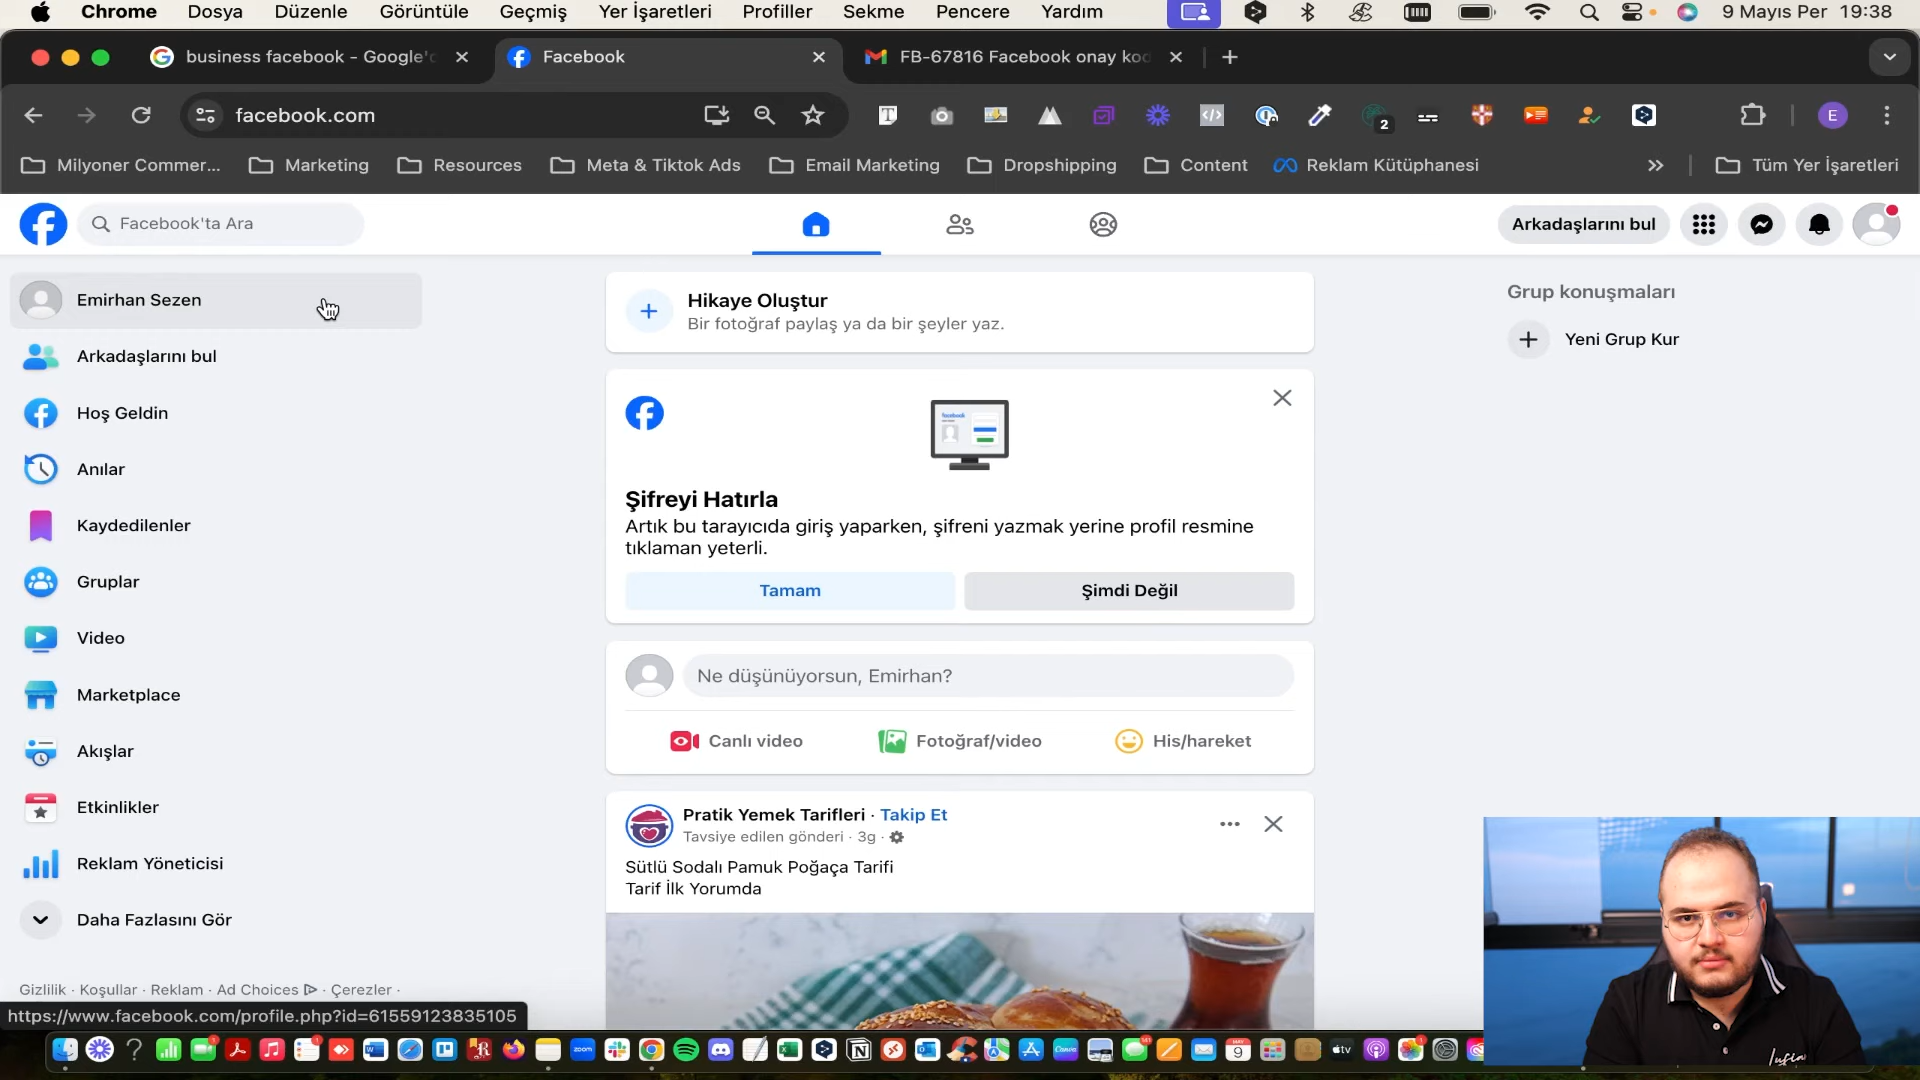 Chrome Dosya Düzenle Görüntüle Geçmiş Yer İşaretleri Profiller Sekme Pencere Yardım 9 Mayıs Per 19:38
business facebook - Google'd
Facebook
FB-67816 Facebook onay kod
facebook.com
2
E
Milyoner Commer... Marketing Resources Meta & Tiktok Ads Email Marketing Dropshipping Content Reklam Kütüphanesi Tüm Yer İşaretleri
Facebook'ta Ara
Arkadaşlarını bul
Emirhan Sezen
Arkadaşlarını bul
Hoş Geldin
Anılar
Kaydedilenler
Gruplar
Video
Marketplace
Akışlar
Etkinlikler
Reklam Yöneticisi
Daha Fazlasını Gör
Gizlilik · Koşullar · Reklam · Ad Choices · Çerezler ·
https://www.facebook.com/profile.php?id=61559123835105
Hikaye Oluştur
Bir fotoğraf paylaş ya da bir şeyler yaz.
Şifreyi Hatırla
Artık bu tarayıcıda giriş yaparken, şifreni yazmak yerine profil resmine
tıklaman yeterli.
Tamam
Şimdi Değil
Ne düşünüyorsun, Emirhan?
Canlı video
Fotoğraf/video
His/hareket
Pratik Yemek Tarifleri · Takip Et
Tavsiye edilen gönderi · 3g ·
Sütlü Sodalı Pamuk Poğaça Tarifi
Tarif İlk Yorumda
Grup konuşmaları
Yeni Grup Kur